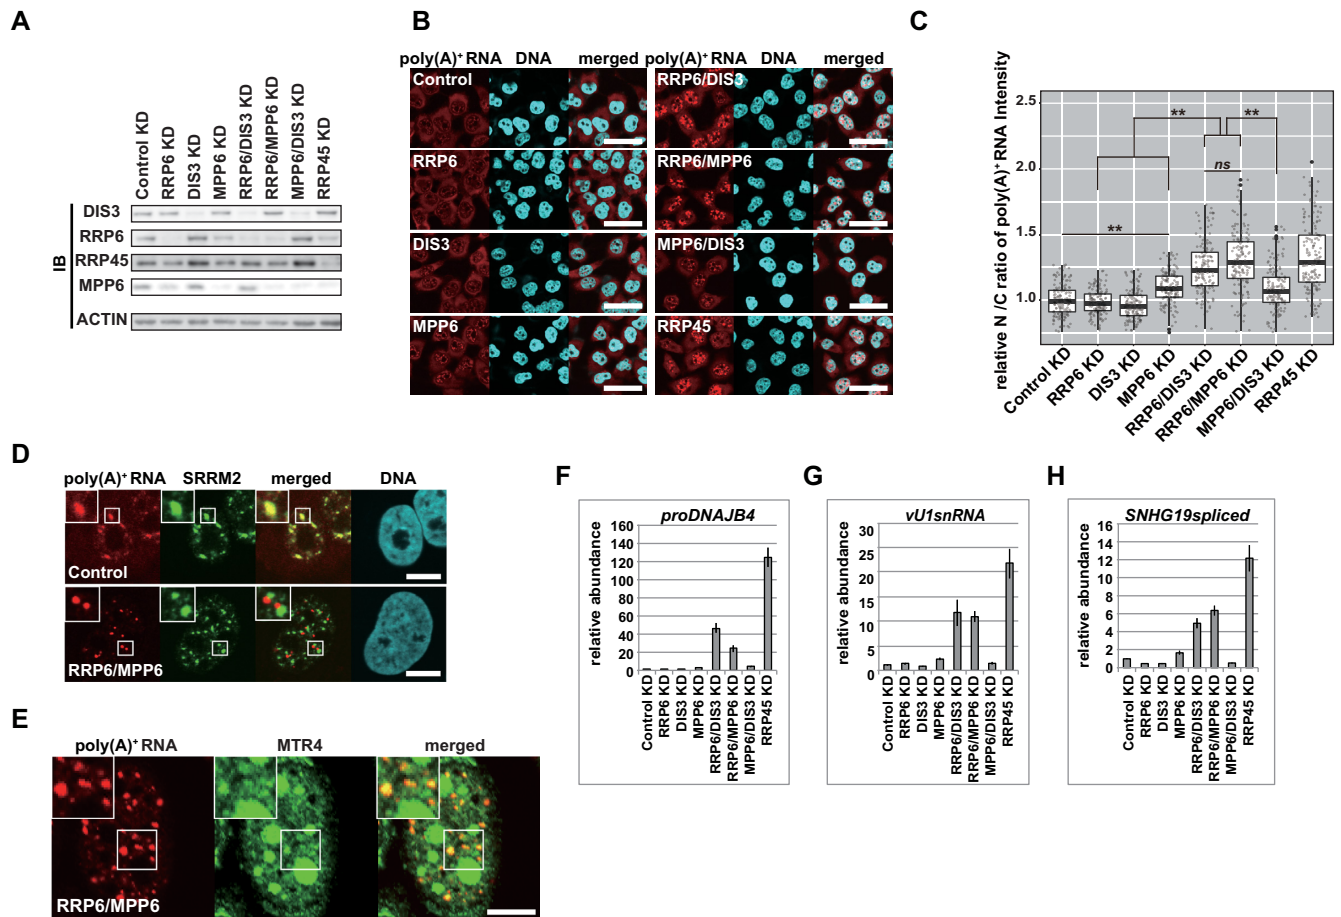 A
Control KD
RRP6 KD
DIS3 KD
MPP6 KD
RRP6/DIS3 KD
RRP6/MPP6 KD
MPP6/DIS3 KD
RRP45 KD
IB
DIS3
RRP6
RRP45
MPP6
ACTIN
B
poly(A)+ RNA DNA merged poly(A)+ RNA DNA merged
Control RRP6/DIS3
RRP6 RRP6/MPP6
DIS3 MPP6/DIS3
MPP6 RRP45
C
relative N /C ratio of poly(A)+ RNA Intensity
2.5
2.0
1.5
1.0
** **
ns
**
Control KD
RRP6 KD
DIS3 KD
MPP6 KD
RRP6/DIS3 KD
RRP6/MPP6 KD
MPP6/DIS3 KD
RRP45 KD
D
poly(A)+ RNA SRRM2 merged DNA
Control
RRP6/MPP6
E
poly(A)+ RNA MTR4 merged
RRP6/MPP6
F
proDNAJB4
relative abundance
160
140
120
100
80
60
40
20
0
Control KD
RRP6 KD
DIS3 KD
MPP6 KD
RRP6/DIS3 KD
RRP6/MPP6 KD
MPP6/DIS3 KD
RRP45 KD
G
vU1snRNA
relative abundance
30
25
20
15
10
5
0
Control KD
RRP6 KD
DIS3 KD
MPP6 KD
RRP6/DIS3 KD
RRP6/MPP6 KD
MPP6/DIS3 KD
RRP45 KD
H
SNHG19spliced
relative abundance
16
14
12
10
8
6
4
2
0
Control KD
RRP6 KD
DIS3 KD
MPP6 KD
RRP6/DIS3 KD
RRP6/MPP6 KD
MPP6/DIS3 KD
RRP45 KD